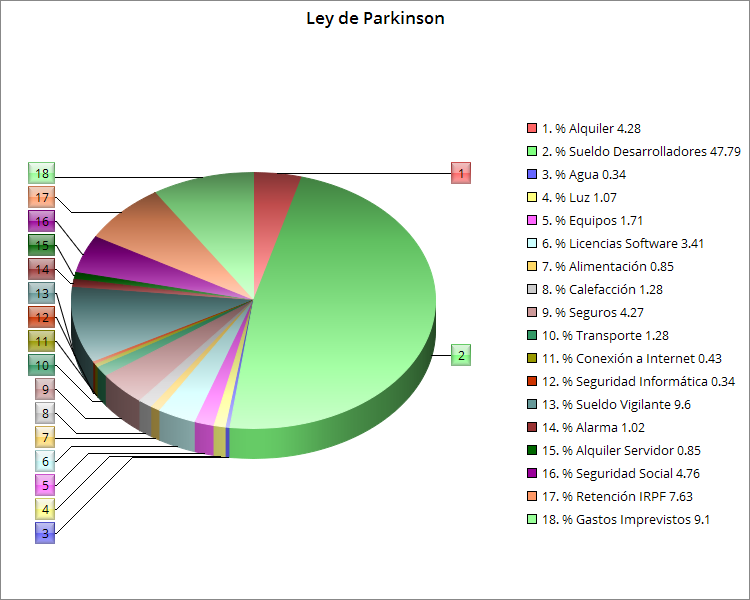 Ley de Parkinson
18
17
16
15
14
13
12
11
10
9
8
7
6
5
4
3
1
2
1. % Alquiler 4.28
2. % Sueldo Desarrolladores 47.79
3. % Agua 0.34
4. % Luz 1.07
5. % Equipos 1.71
6. % Licencias Software 3.41
7. % Alimentación 0.85
8. % Calefacción 1.28
9. % Seguros 4.27
10. % Transporte 1.28
11. % Conexión a Internet 0.43
12. % Seguridad Informática 0.34
13. % Sueldo Vigilante 9.6
14. % Alarma 1.02
15. % Alquiler Servidor 0.85
16. % Seguridad Social 4.76
17. % Retención IRPF 7.63
18. % Gastos Imprevistos 9.1